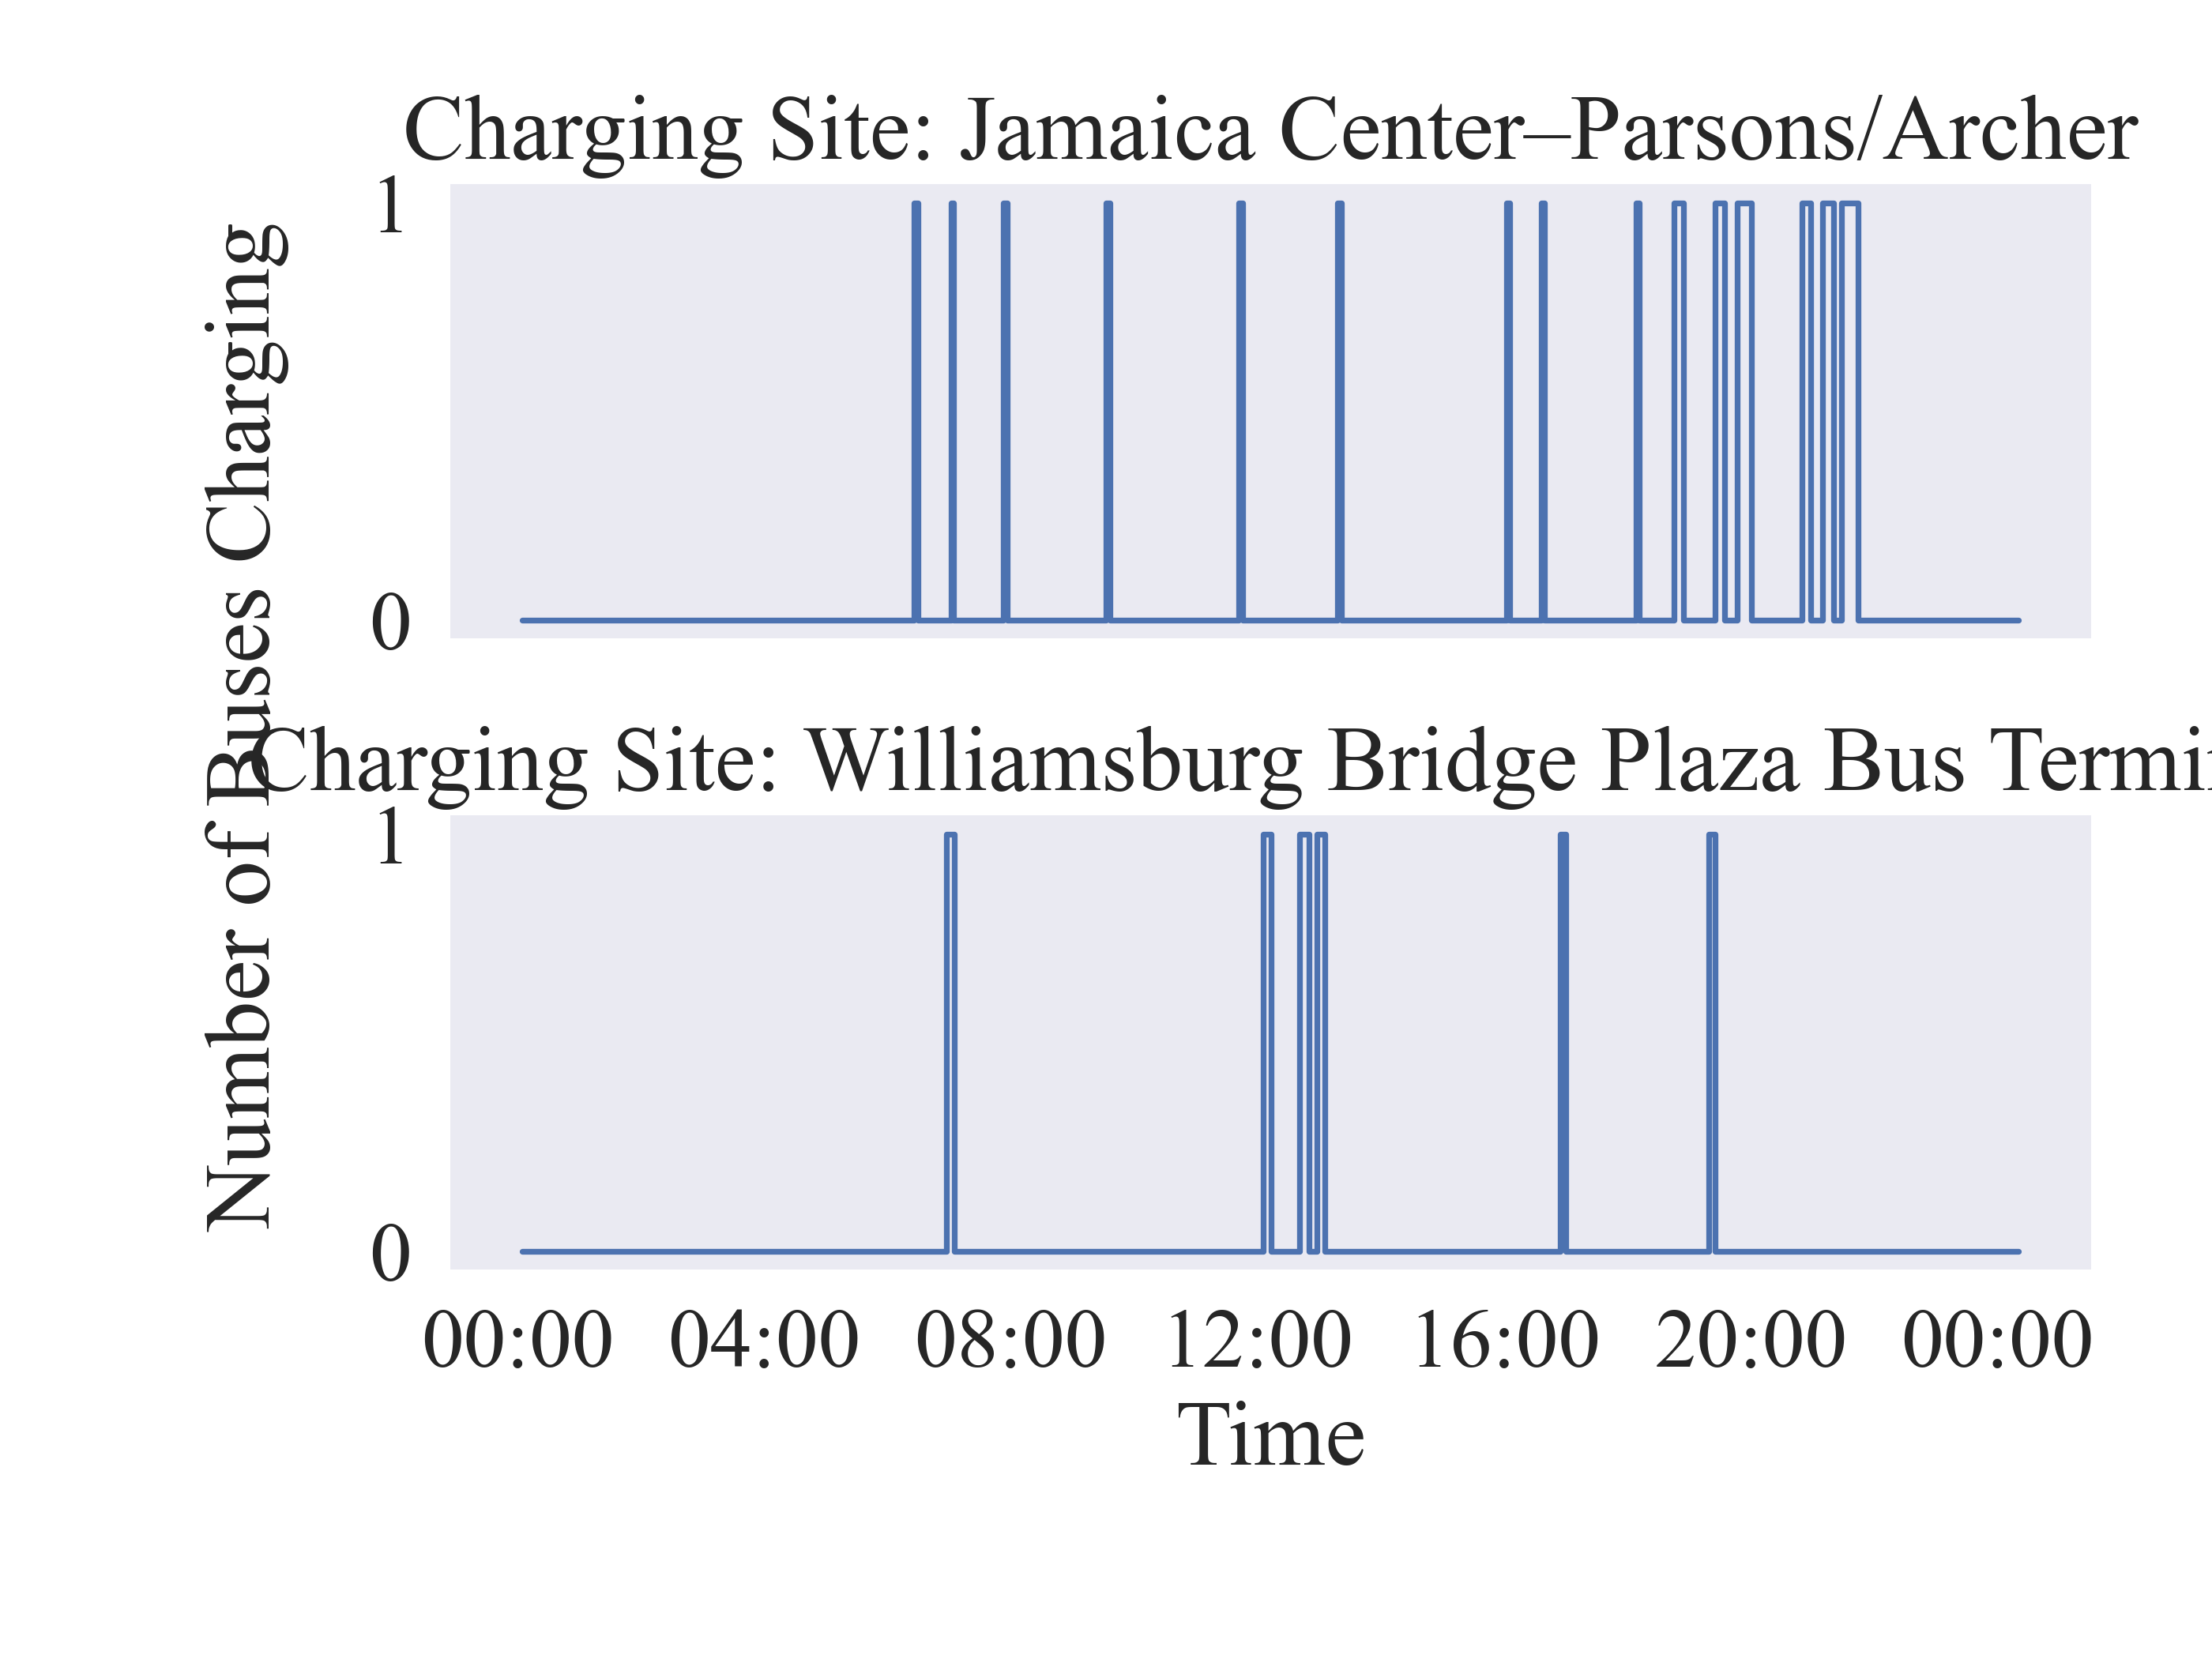 Charging Site: Jamaica Center–Parsons/Archer
1
0
Number of Buses Charging
Charging Site: Williamsburg Bridge Plaza Bus
1
0
00:00 04:00 08:00 12:00 16:00 20:00 00:00
Time